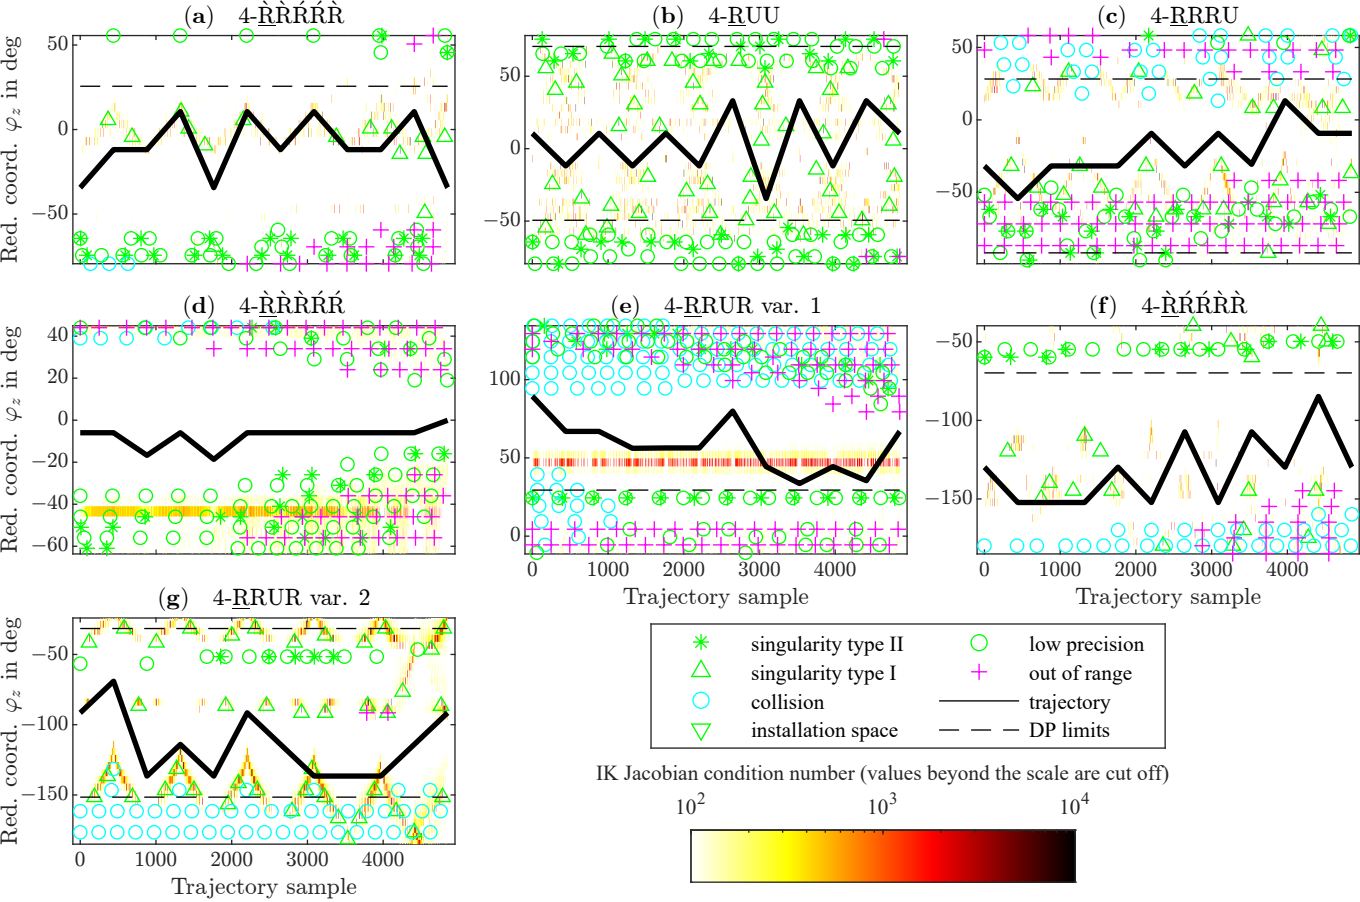 (a) 4-R̲̀R̀ŔŔR̀
(b) 4-R̲UU
(c) 4-R̲RRU
Red. coord. φz in deg
50
0
−50
50
0
−50
50
0
−50
(d) 4-R̲̀R̀R̀ŔŔ
(e) 4-R̲RUR var. 1
(f) 4-R̲̀ŔŔR̀R̀
Red. coord. φz in deg
40
20
0
−20
−40
−60
100
50
0
−50
−100
−150
0 1000 2000 3000 4000
0 1000 2000 3000 4000
Trajectory sample
Trajectory sample
(g) 4-R̲RUR var. 2
Red. coord. φz in deg
−50
−100
−150
0 1000 2000 3000 4000
Trajectory sample
singularity type II
low precision
singularity type I
out of range
collision
trajectory
installation space
DP limits
IK Jacobian condition number (values beyond the scale are cut off)
10² 10³ 10⁴